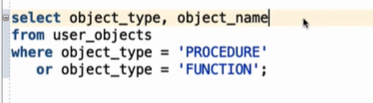 select object_type, object_name
from user_objects
where object_type = 'PROCEDURE'
or object_type = 'FUNCTION';